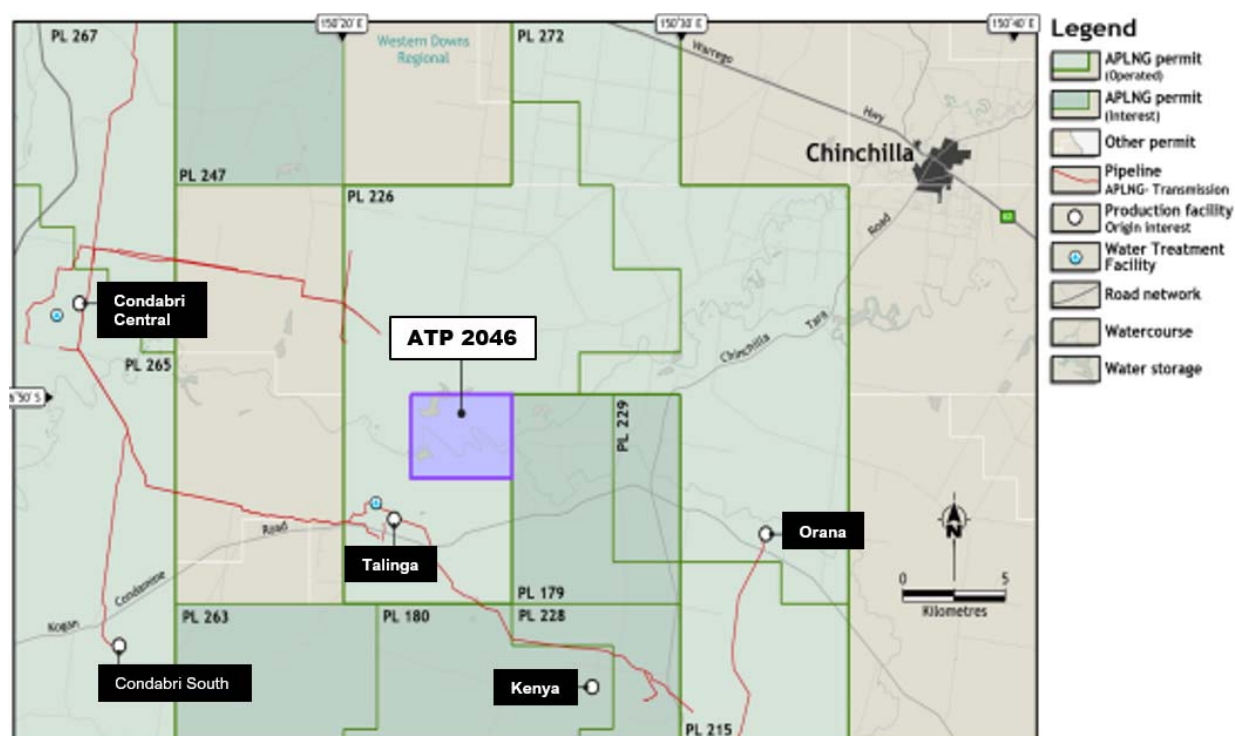 150°20' E
150°30' E
150°40' E
PL 267
Western Downs
Regional
PL 272
Warrego
Hwy
Chinchilla
PL 247
PL 226
Road
Condabri
Central
ATP 2046
Chinchilla
Tara
PL 265
6°50' S
PL 229
Road
Orana
Talinga
Condamine
Kogan
PL 179
PL 263
PL 180
PL 228
Condabri South
Kenya
PL 215
N
0
5
Kilometres
Legend
APLNG permit
(Operated)
APLNG permit
(Interest)
Other permit
Pipeline
APLNG- Transmission
Production facility
Origin interest
Water Treatment
Facility
Road network
Watercourse
Water storage